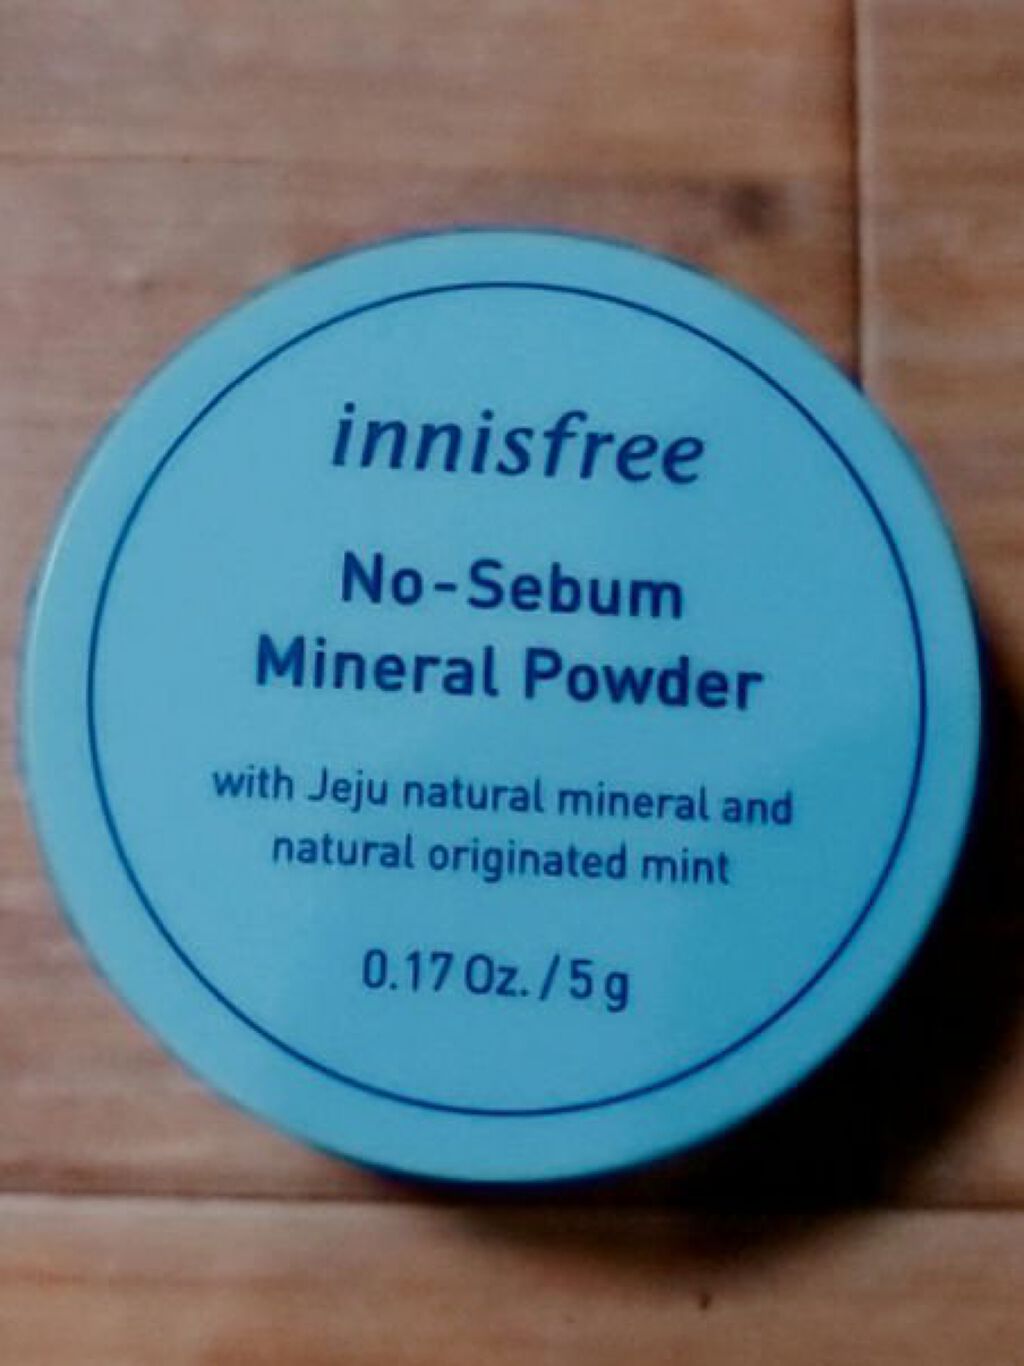 innisfree
No-Sebum
Mineral Powder
with Jeju natural mineral and
natural originated mint
0.17 Oz. / 5 g